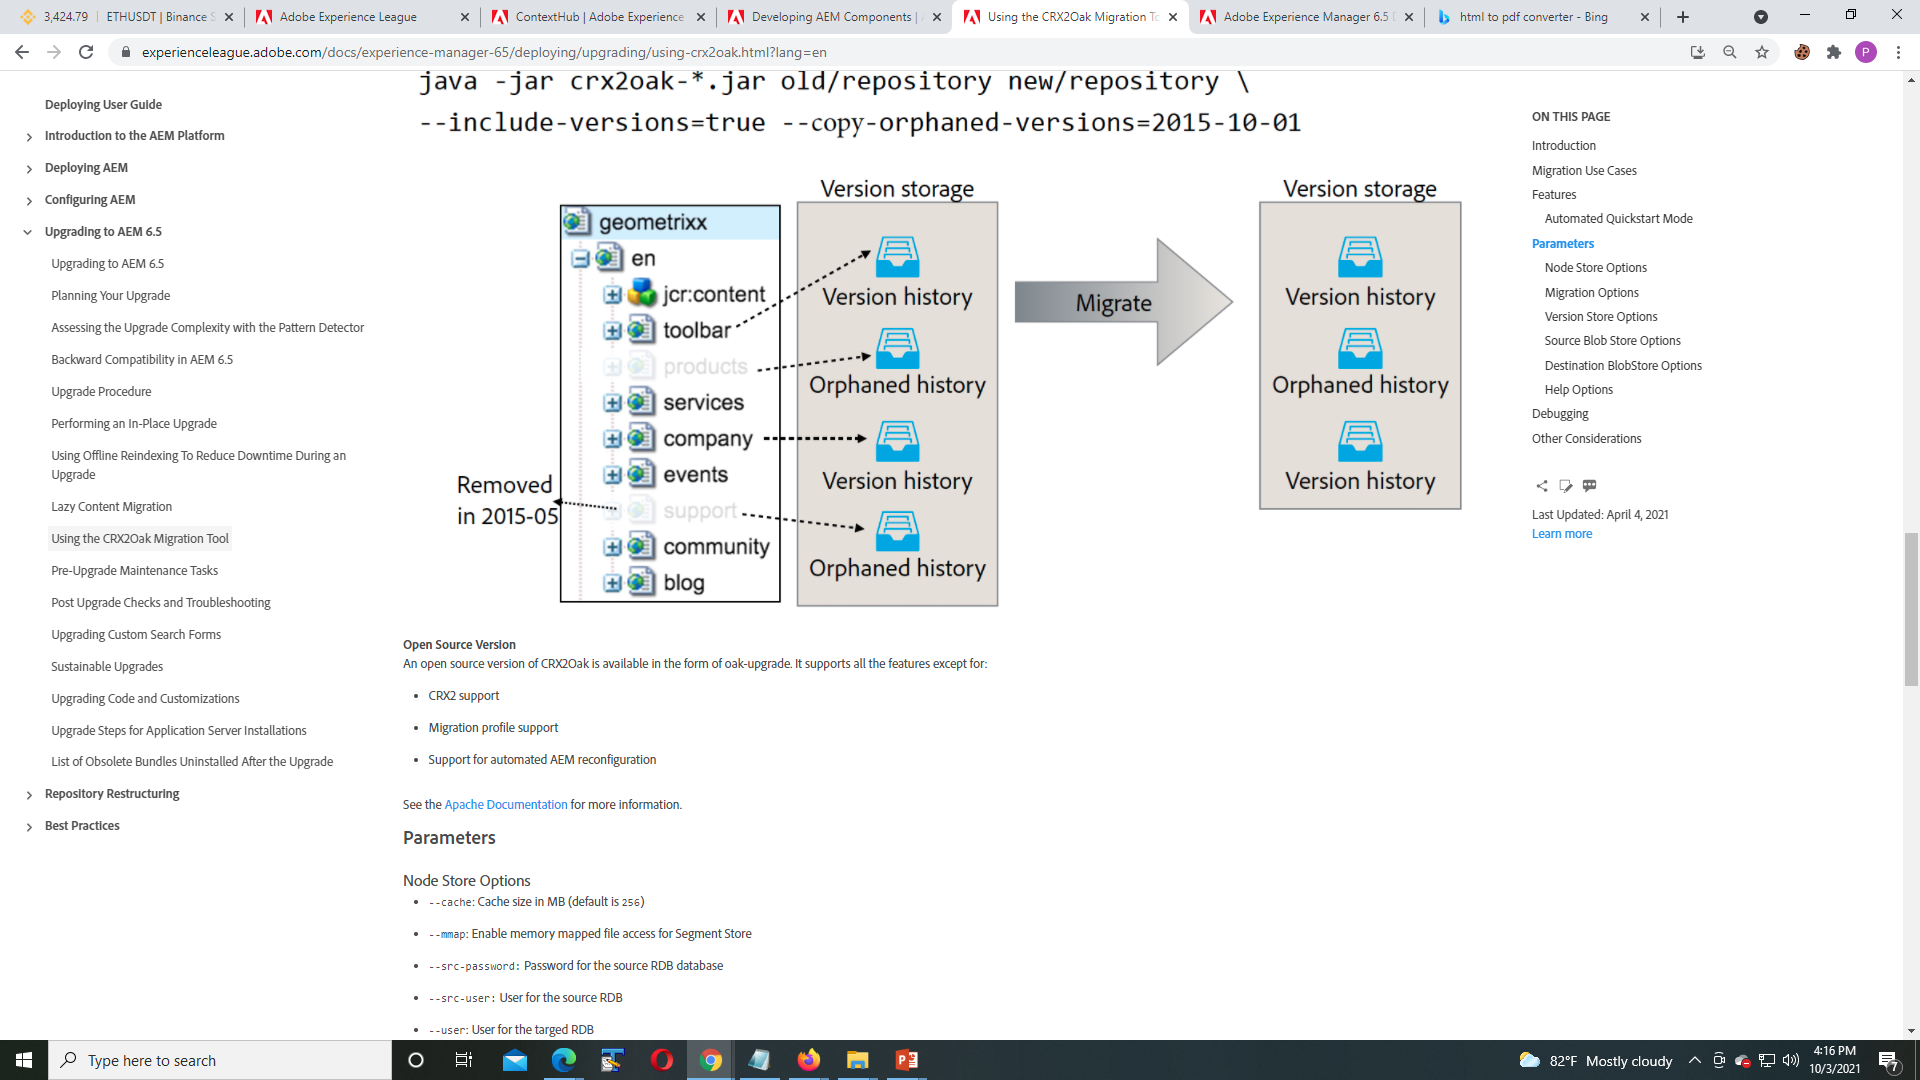 3,424.79 | ETHUSDT | Binance S
Adobe Experience League
ContextHub | Adobe Experience
Developing AEM Components |
Using the CRX2Oak Migration To
Adobe Experience Manager 6.5 D
html to pdf converter - Bing
experienceleague.adobe.com/docs/experience-manager-65/deploying/upgrading/using-crx2oak.html?lang=en
P
Deploying User Guide
Introduction to the AEM Platform
Deploying AEM
Configuring AEM
Upgrading to AEM 6.5
Upgrading to AEM 6.5
Planning Your Upgrade
Assessing the Upgrade Complexity with the Pattern Detector
Backward Compatibility in AEM 6.5
Upgrade Procedure
Performing an In-Place Upgrade
Using Offline Reindexing To Reduce Downtime During an
Upgrade
Lazy Content Migration
Using the CRX2Oak Migration Tool
Pre-Upgrade Maintenance Tasks
Post Upgrade Checks and Troubleshooting
Upgrading Custom Search Forms
Sustainable Upgrades
Upgrading Code and Customizations
Upgrade Steps for Application Server Installations
List of Obsolete Bundles Uninstalled After the Upgrade
Repository Restructuring
Best Practices
java -jar crx2oak-*.jar old/repository new/repository \
--include-versions=true --copy-orphaned-versions=2015-10-01
geometrixx
en
jcr:content
toolbar
products
services
company
events
support
community
blog
Removed
in 2015-05
Version storage
Version history
Orphaned history
Version history
Orphaned history
Migrate
Version storage
Version history
Orphaned history
Version history
Open Source Version
An open source version of CRX2Oak is available in the form of oak-upgrade. It supports all the features except for:
• CRX2 support
• Migration profile support
• Support for automated AEM reconfiguration
See the Apache Documentation for more information.
Parameters
Node Store Options
• --cache: Cache size in MB (default is 256)
• --mmap: Enable memory mapped file access for Segment Store
• --src-password: Password for the source RDB database
• --src-user: User for the source RDB
• --user: User for the targed RDB
ON THIS PAGE
Introduction
Migration Use Cases
Features
Automated Quickstart Mode
Parameters
Node Store Options
Migration Options
Version Store Options
Source Blob Store Options
Destination BlobStore Options
Help Options
Debugging
Other Considerations
Last Updated: April 4, 2021
Learn more
Type here to search
82°F Mostly cloudy
4:16 PM
10/3/2021
7